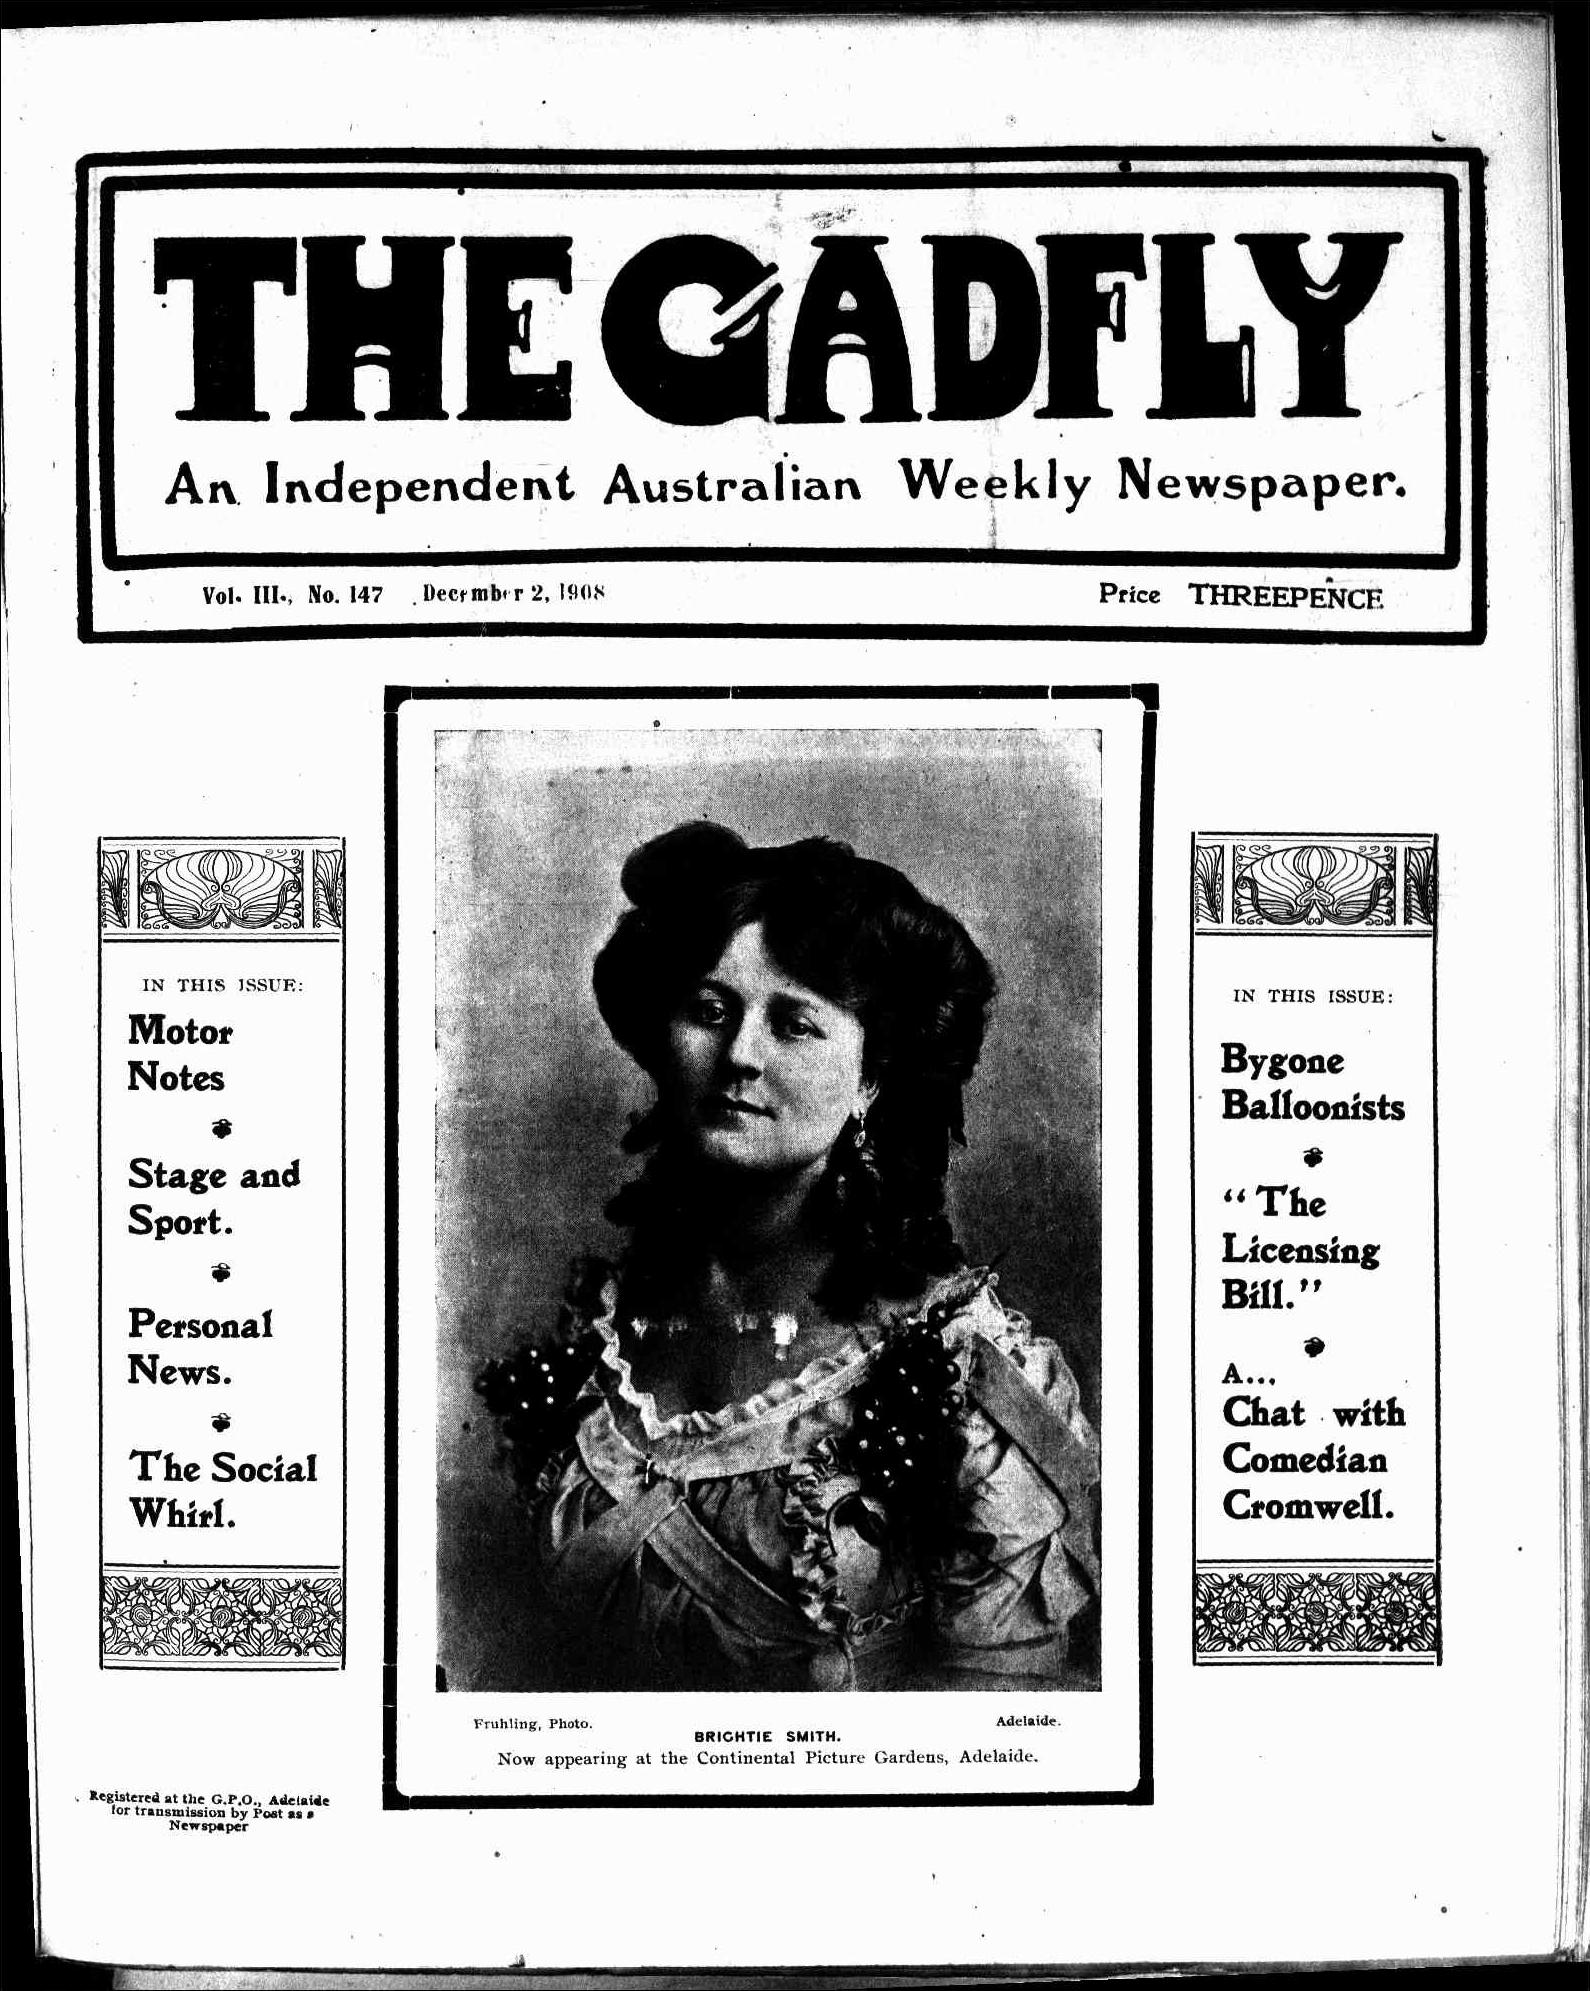 THE GADFLY
An Independent Australian Weekly Newspaper.
Vol. III., No. 147 December 2, 1908
Price THREEPENCE
IN THIS ISSUE:
Motor
Notes
Stage and
Sport.
Personal
News.
The Social
Whirl.
IN THIS ISSUE:
Bygone
Balloonists
"The
Licensing
Bill."
A...
Chat with
Comedian
Cromwell.
Fruhling, Photo.
Adelaide.
BRIGHTIE SMITH.
Now appearing at the Continental Picture Gardens, Adelaide.
Registered at the G.P.O., Adelaide
for transmission by Post as a
Newspaper